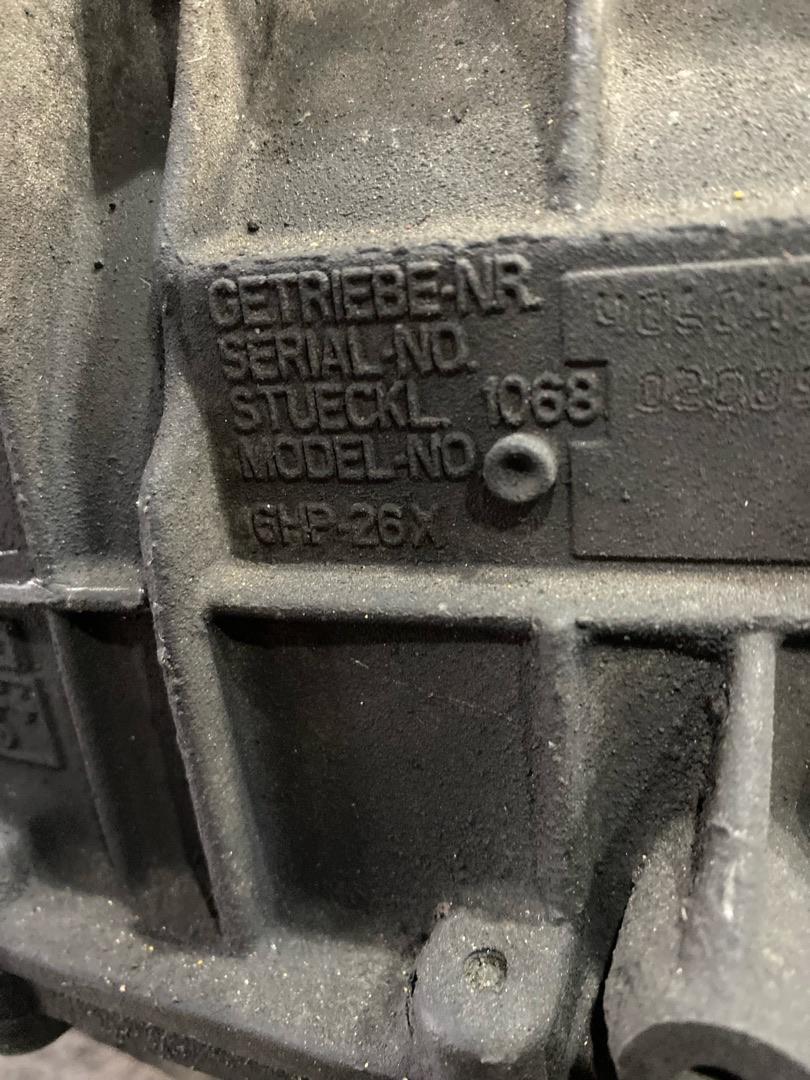 GETRIEBE-NR.
SERIAL-NO.
STUECKL. 1068
MODEL-NO
6HP-26X